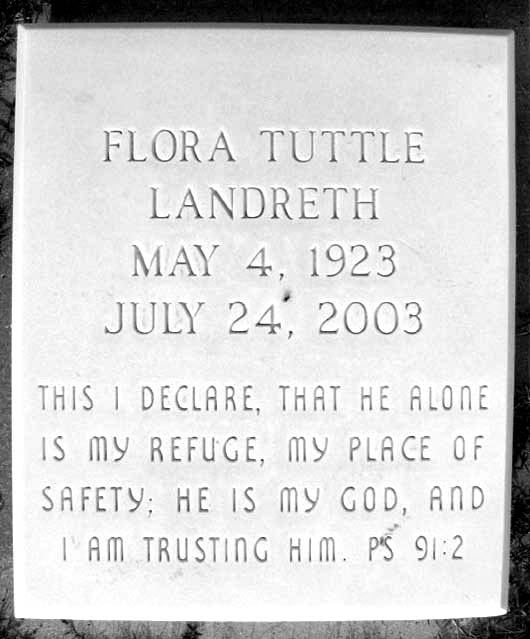 FLORA TUTTLE
LANDRETH
MAY 4, 1923
JULY 24, 2003
THIS I DECLARE, THAT HE ALONE
IS MY REFUGE, MY PLACE OF
SAFETY; HE IS MY GOD, AND
I AM TRUSTING HIM. PS 91:2